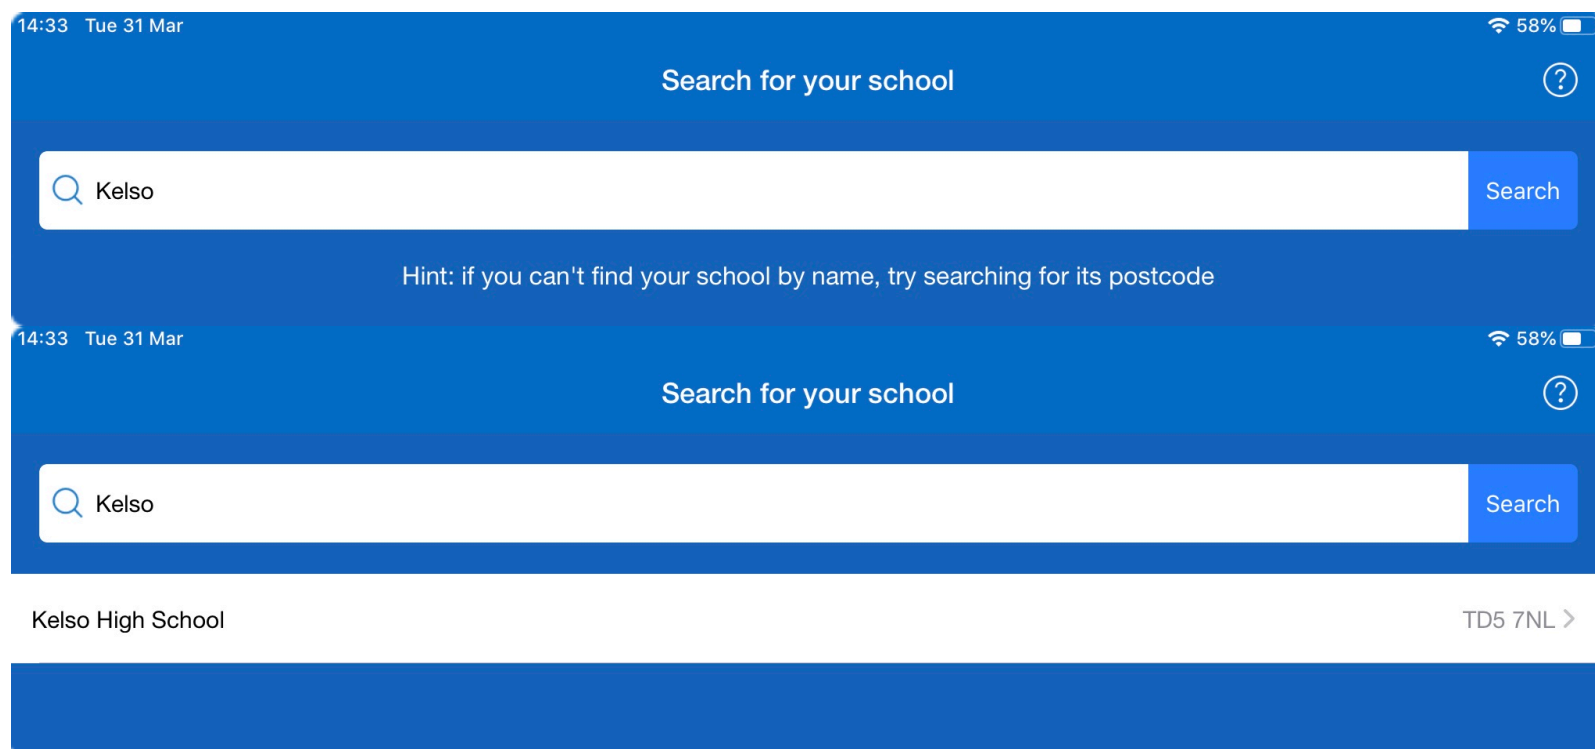 14:33 Tue 31 Mar 58%
Search for your school
Kelso Search
Hint: if you can't find your school by name, try searching for its postcode
14:33 Tue 31 Mar 58%
Search for your school
Kelso Search
Kelso High School TD5 7NL